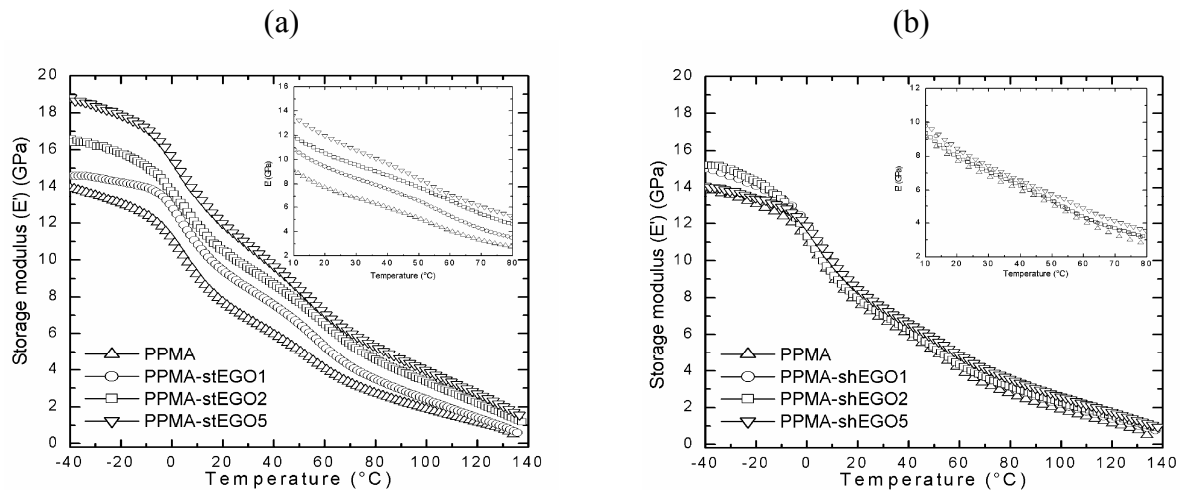 (a)
20
18
16
14
12
10
8
6
4
2
0
Storage modulus (E') (GPa)
-40 -20 0 20 40 60 80 100 120 140
Temperature (°C)
PPMA
PPMA-stEGO1
PPMA-stEGO2
PPMA-stEGO5
16
14
12
10
8
6
4
2
E' (GPa)
10 20 30 40 50 60 70 80
Temperature (°C)
(b)
20
18
16
14
12
10
8
6
4
2
0
Storage modulus (E') (GPa)
-40 -20 0 20 40 60 80 100 120 140
Temperature (°C)
PPMA
PPMA-shEGO1
PPMA-shEGO2
PPMA-shEGO5
12
10
8
6
4
2
E' (GPa)
10 20 30 40 50 60 70 80
Temperature (°C)